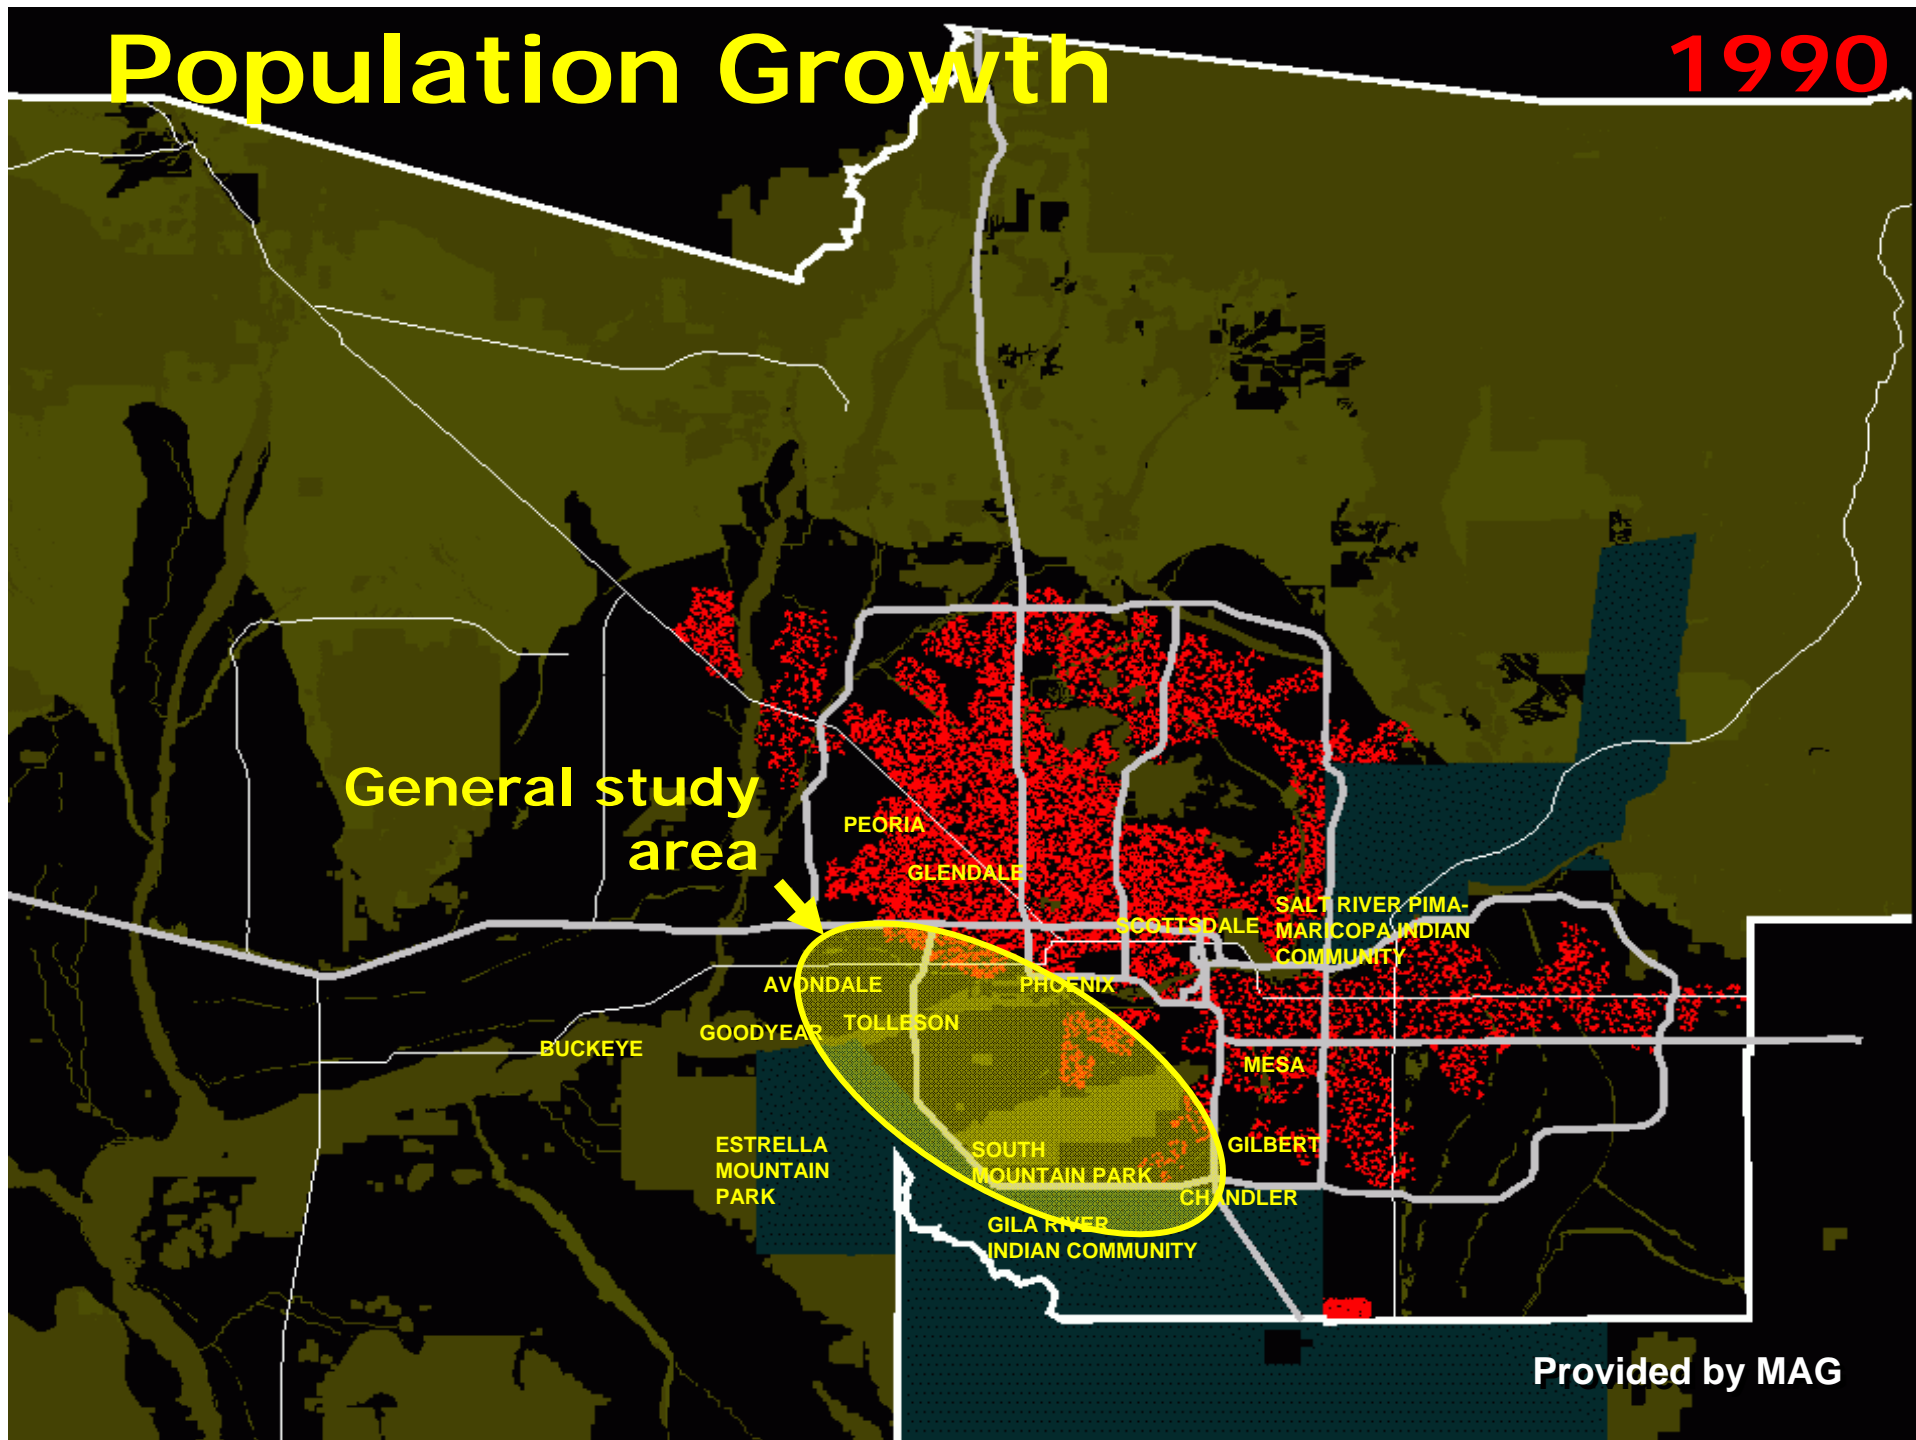 Population Growth
1990
General study
area
PEORIA
GLENDALE
SCOTTSDALE
SALT RIVER PIMA-
MARICOPA INDIAN
COMMUNITY
AVONDALE
PHOENIX
TOLLESON
GOODYEAR
BUCKEYE
MESA
ESTRELLA
MOUNTAIN
PARK
SOUTH
MOUNTAIN PARK
GILBERT
CHANDLER
GILA RIVER
INDIAN COMMUNITY
Provided by MAG